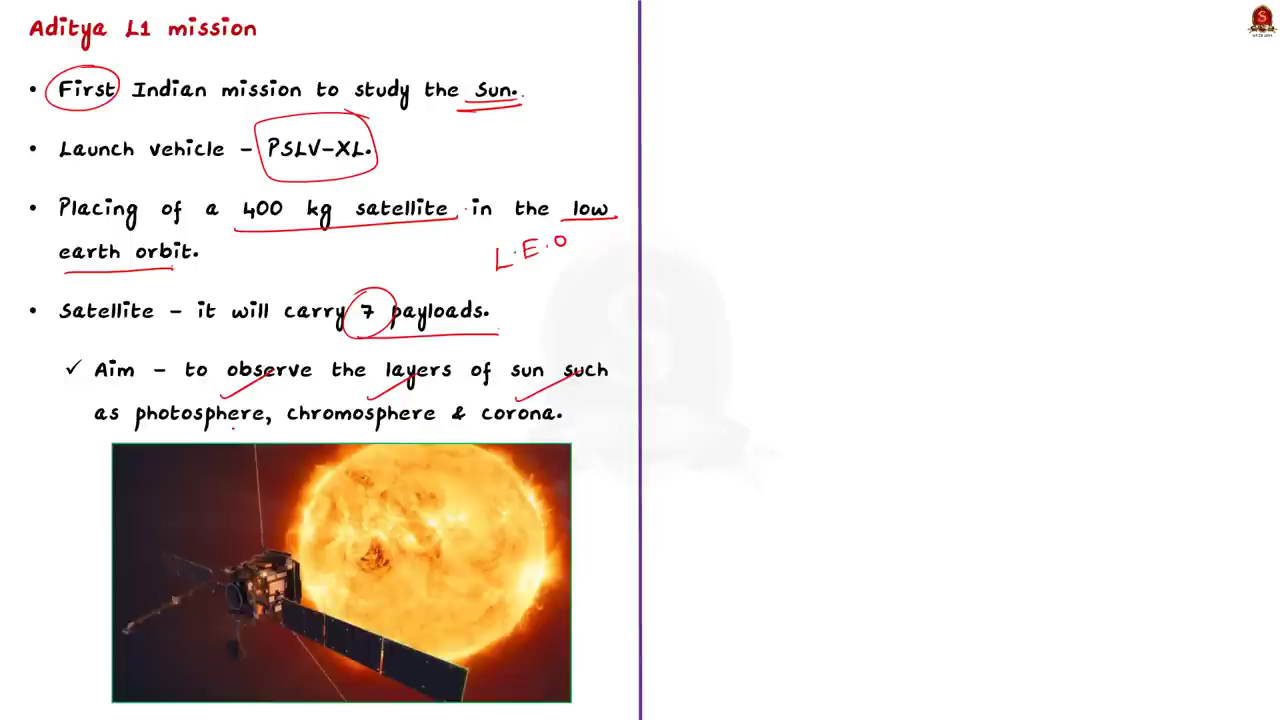 Aditya L1 mission
• First Indian mission to study the Sun.
• Launch vehicle - PSLV-XL.
• Placing of a 400 kg satellite in the low
earth orbit.
L.E.O
• Satellite - it will carry 7 payloads.
✓ Aim - to observe the layers of sun such
as photosphere, chromosphere & corona.